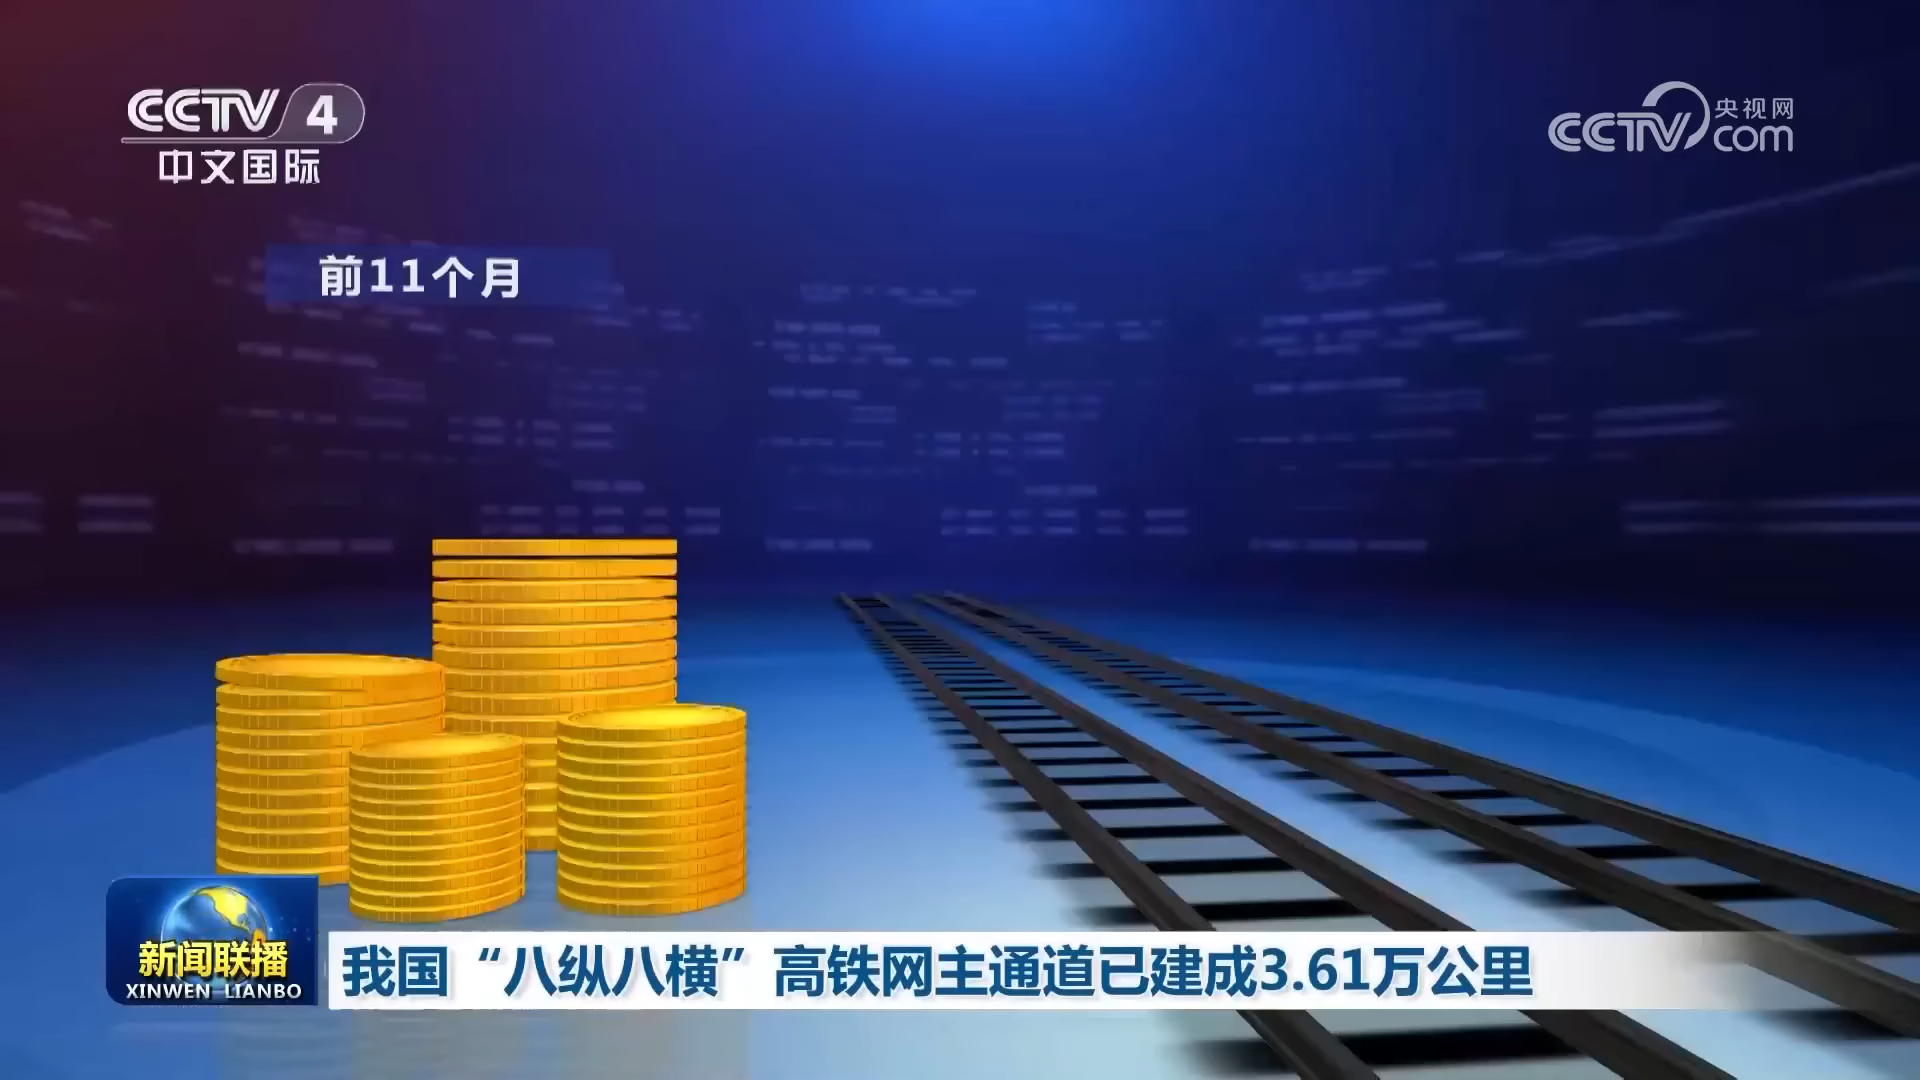 CCTV 4
中文国际
央视网
CCTV.com
前11个月
新闻联播
XINWEN LIANBO
我国“八纵八横”高铁网主通道已建成3.61万公里